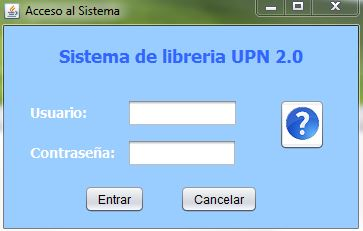 Acceso al Sistema
Sistema de libreria UPN 2.0
Usuario:
?
Contraseña:
Entrar Cancelar